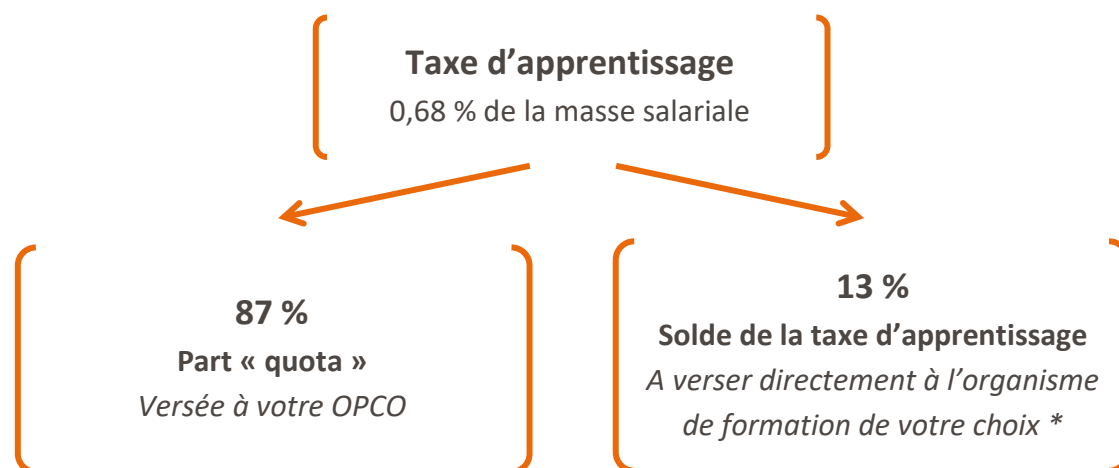 Taxe d’apprentissage
0,68 % de la masse salariale
87 %
Part « quota »
Versée à votre OPCO
13 %
Solde de la taxe d’apprentissage
A verser directement à l’organisme
de formation de votre choix *